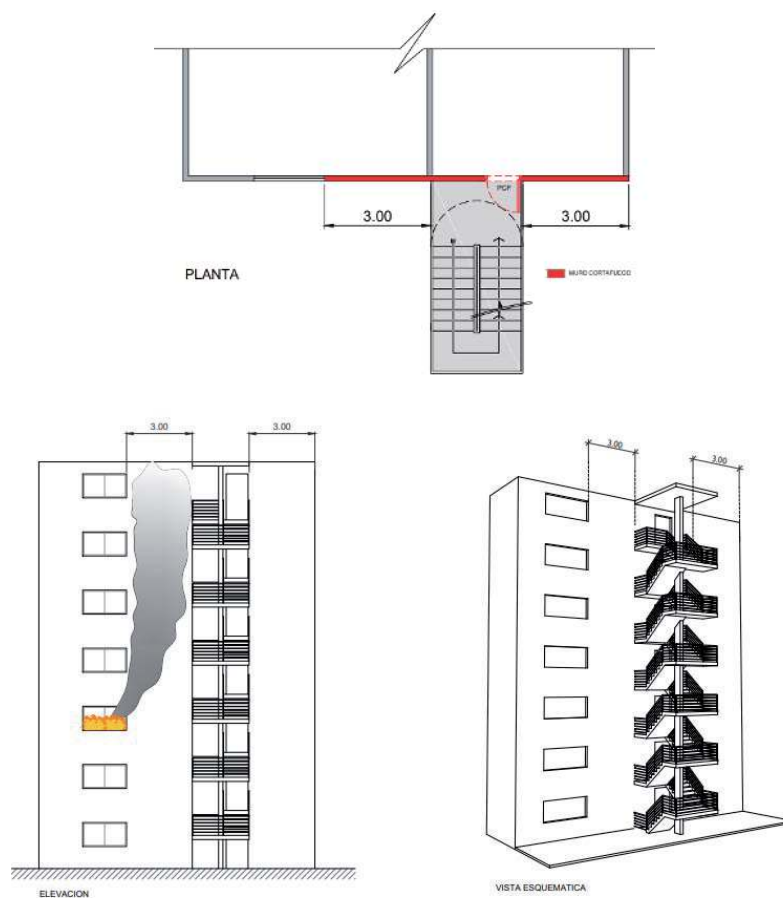 PCF
3.00
3.00
PLANTA
MURO CORTAFUEGO
3.00
3.00
ELEVACION
3.00
3.00
VISTA ESQUEMATICA